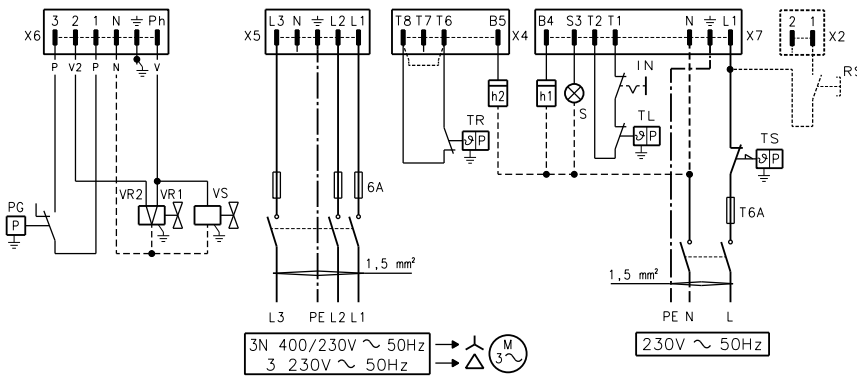 3 2 1 N Ph
L3 N L2 L1
T8 T7 T6 B5
B4 S3 T2 T1 N L1
2 1
X6
X5
X4
X7
X2
P V2 P N V
h2
h1
IN
S
RS
TR
ϑ P
TL
ϑ P
TS
ϑ P
PG
P
VR2 VR1 VS
6A
T6A
1,5 mm²
1,5 mm²
L3 PE L2 L1
PE N L
3N 400/230V ~ 50Hz
3 230V ~ 50Hz
M
3~
230V ~ 50Hz